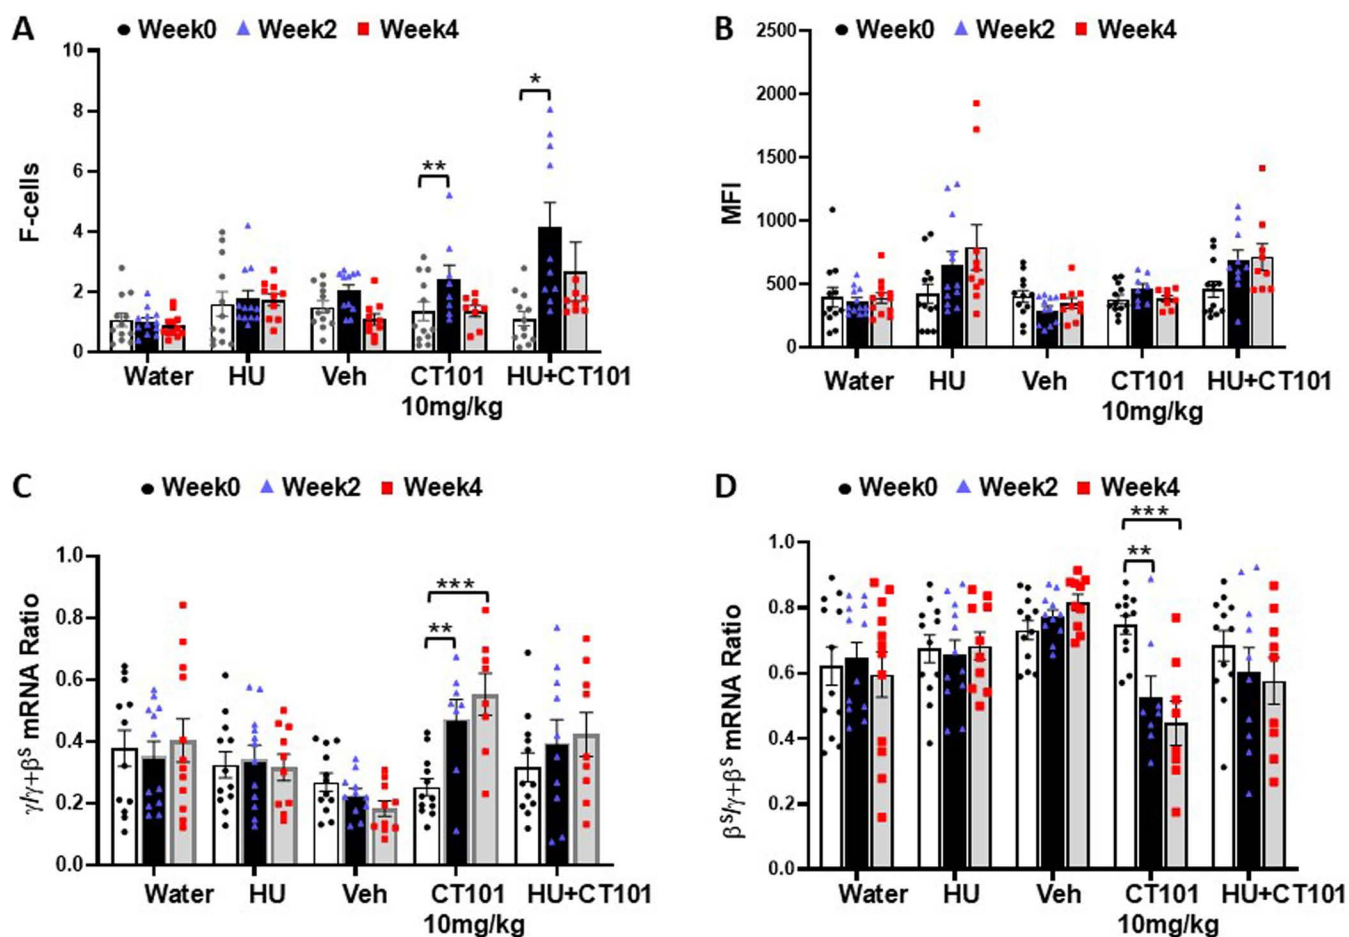 A
Week0 Week2 Week4
10
8
6
4
2
0
F-cells
*
**
Water HU Veh CT101 HU+CT101
10mg/kg
B
Week0 Week2 Week4
2500
2000
1500
1000
500
0
MFI
Water HU Veh CT101 HU+CT101
10mg/kg
C
Week0 Week2 Week4
1.0
0.8
0.6
0.4
0.2
0.0
γ/γ+βˢ mRNA Ratio
***
**
Water HU Veh CT101 HU+CT101
10mg/kg
D
Week0 Week2 Week4
1.0
0.8
0.6
0.4
0.2
0.0
βˢ/γ+βˢ mRNA Ratio
***
**
Water HU Veh CT101 HU+CT101
10mg/kg